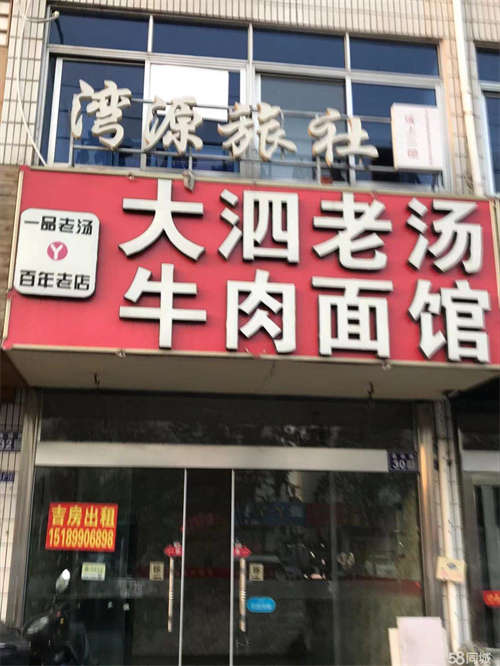 湾源旅社
一品老汤
Y
百年老店
大泗老汤
牛肉面馆
30
吉房出租
15189906898
58同城